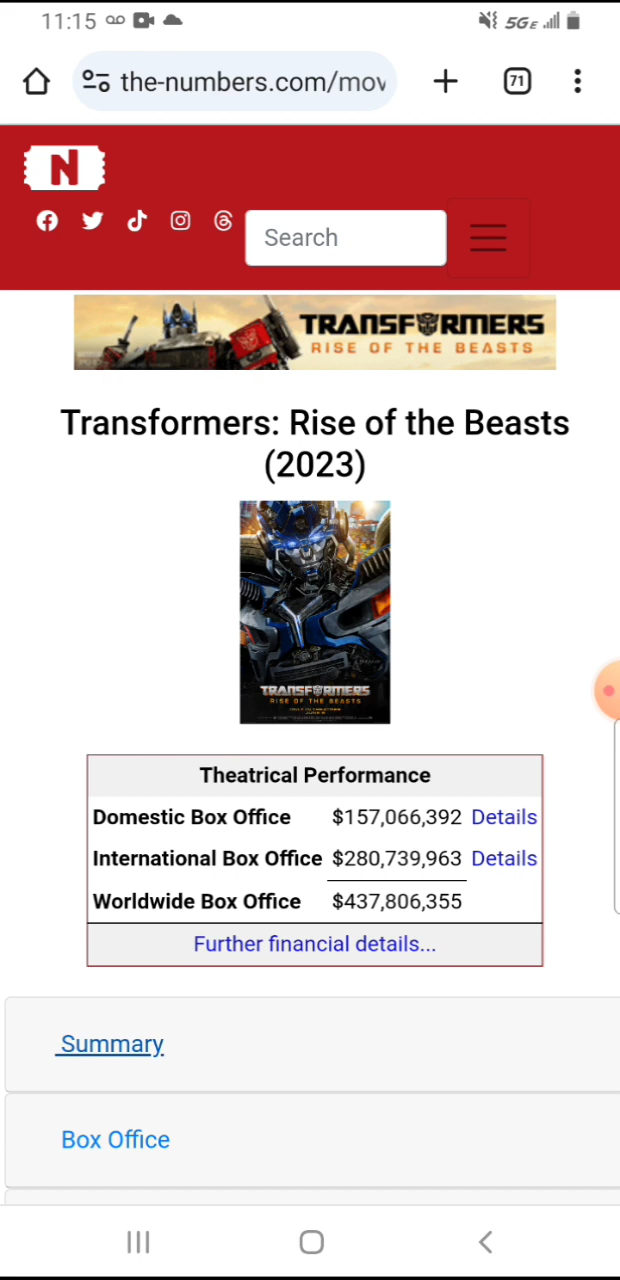 11:15 5GE
the-numbers.com/mov 71
N
Search
TRANSFORMERS
RISE OF THE BEASTS
Transformers: Rise of the Beasts
(2023)
TRANSFORMERS
RISE OF THE BEASTS
Theatrical Performance
Domestic Box Office $157,066,392 Details
International Box Office $280,739,963 Details
Worldwide Box Office $437,806,355
Further financial details...
Summary
Box Office